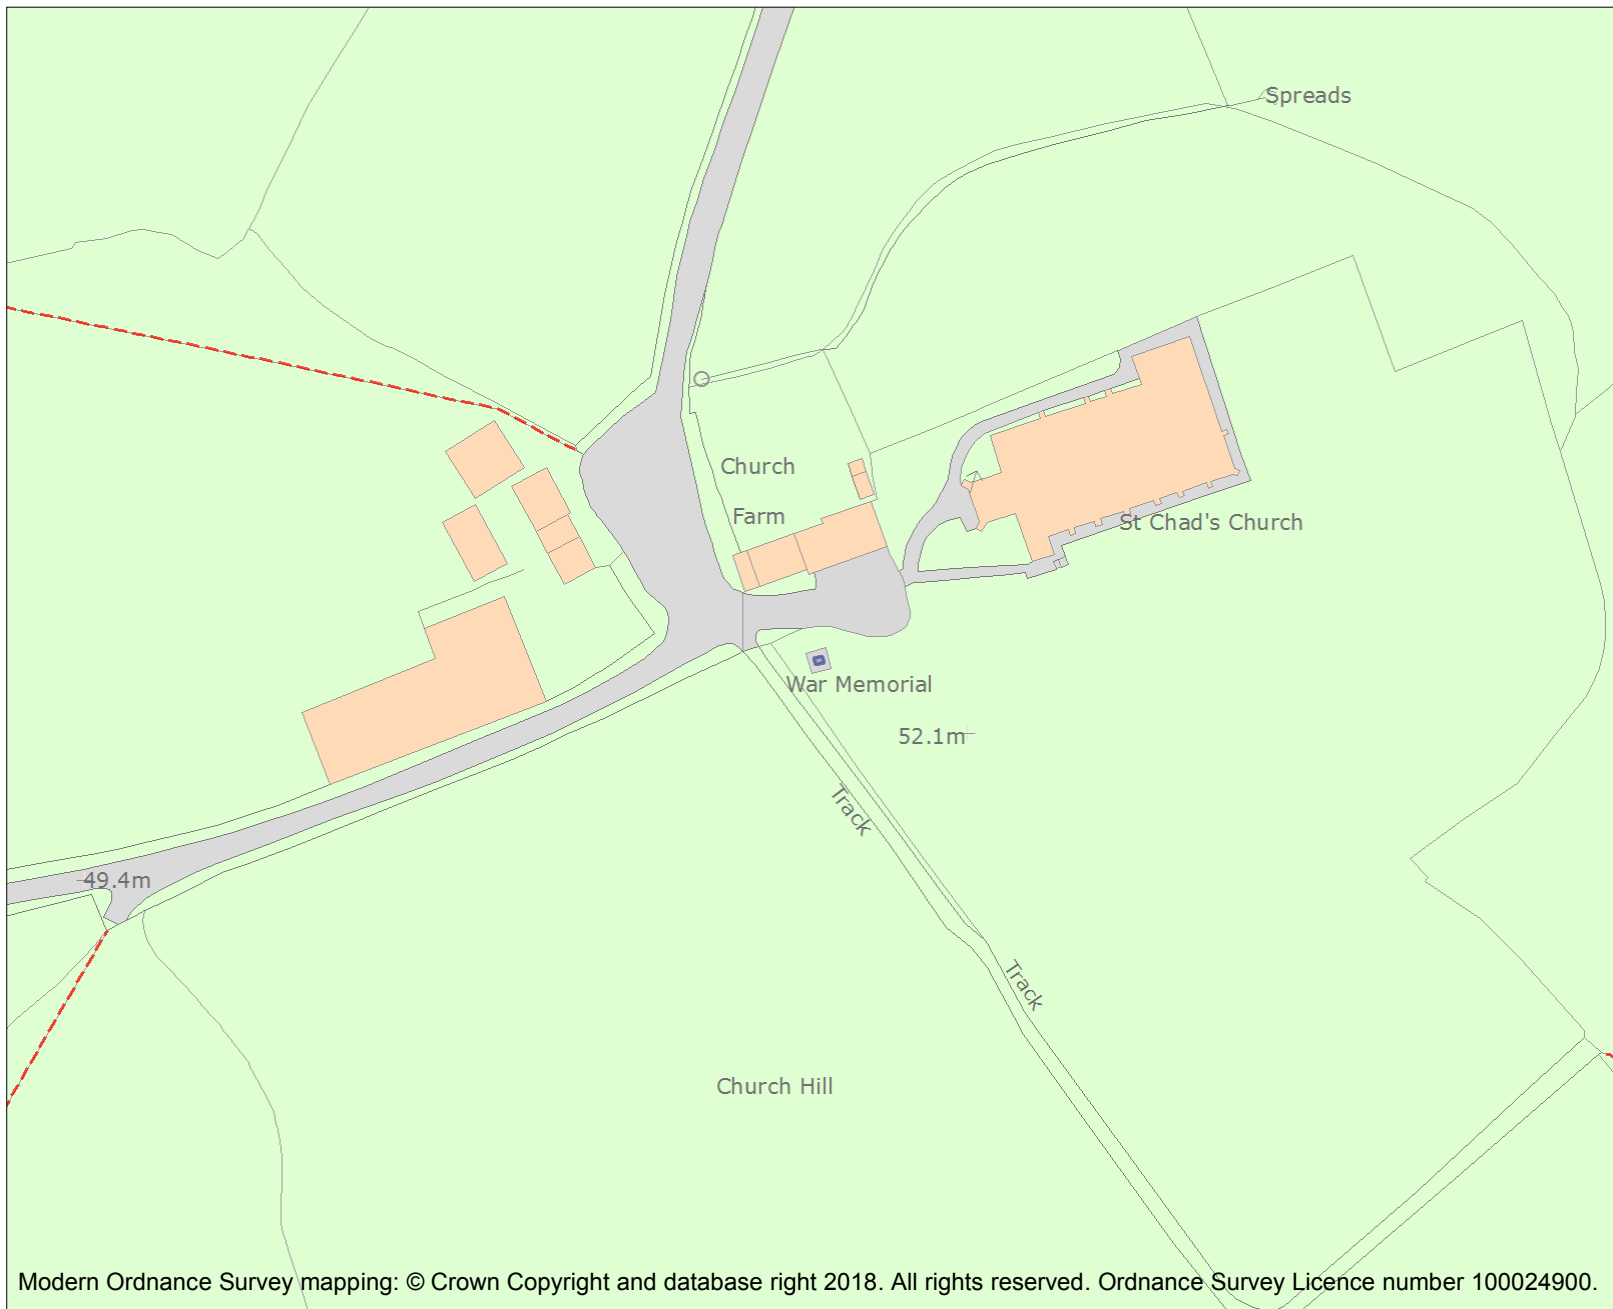 Spreads
Church
Farm
St Chad's Church
War Memorial
52.1m
Track
49.4m
Track
Church Hill
Modern Ordnance Survey mapping: © Crown Copyright and database right 2018. All rights reserved. Ordnance Survey Licence number 100024900.